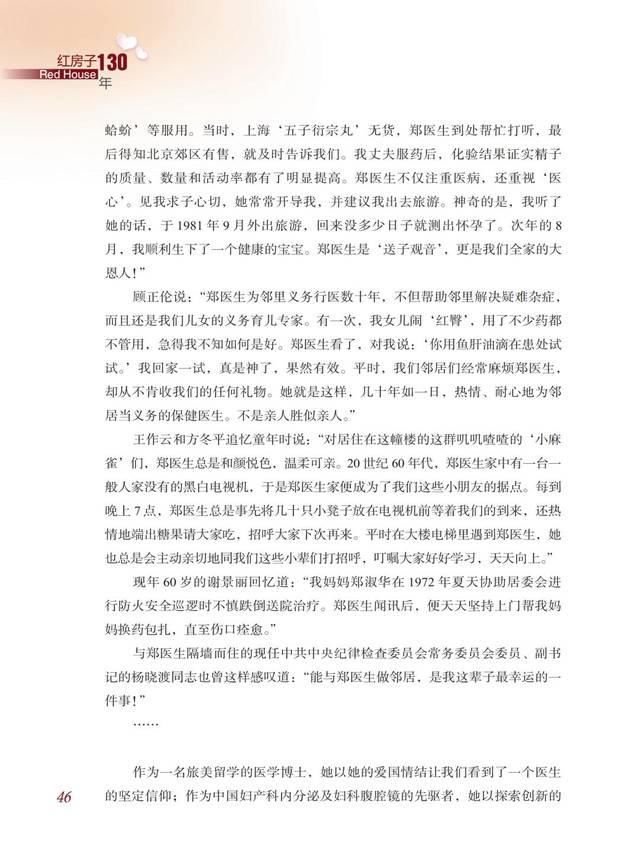 红房子130年
Red House
蛤蚧’等服用。当时，上海‘五子衍宗丸’无货，郑医生到处帮忙打听，最
后得知北京郊区有售，就及时告诉我们。我丈夫服药后，化验结果证实精子
的质量、数量和活动率都有了明显提高。郑医生不仅注重医病，还重视‘医
心’。见我求子心切，她常常开导我，并建议我出去旅游。神奇的是，我听了
她的话，于 1981 年 9 月外出旅游，回来没多少日子就测出怀孕了。次年的 8
月，我顺利生下了一个健康的宝宝。郑医生是‘送子观音’，更是我们全家的大
恩人！”
顾正伦说：“郑医生为邻里义务行医数十年，不但帮助邻里解决疑难杂症，
而且还是我们儿女的义务育儿专家。有一次，我女儿闹‘红臀’，用了不少药都
不管用，急得我不知如何是好。郑医生看了，对我说：‘你用鱼肝油滴在患处试
试。’我回家一试，真是神了，果然有效。平时，我们邻居们经常麻烦郑医生，
却从不肯收我们的任何礼物。她就是这样，几十年如一日，热情、耐心地为邻
居当义务的保健医生。不是亲人胜似亲人。”
王作云和方冬平追忆童年时说：“对居住在这幢楼的这群叽叽喳喳的‘小麻
雀’们，郑医生总是和颜悦色，温柔可亲。20 世纪 60 年代，郑医生家中有一台一
般人家没有的黑白电视机，于是郑医生家便成为了我们这些小朋友的据点。每到
晚上 7 点，郑医生总是事先将几十只小凳子放在电视机前等着我们的到来，还热
情地端出糖果请大家吃，招呼大家下次再来。平时在大楼电梯里遇到郑医生，她
也总是会主动亲切地同我们这些小辈们打招呼，叮嘱大家好好学习，天天向上。”
现年 60 岁的谢景丽回忆道：“我妈妈郑淑华在 1972 年夏天协助居委会进
行防火安全巡逻时不慎跌倒送院治疗。郑医生闻讯后，便天天坚持上门帮我妈
妈换药包扎，直至伤口痊愈。”
与郑医生隔墙而住的现任中共中央纪律检查委员会常务委员会委员、副书
记的杨晓渡同志也曾这样感叹道：“能与郑医生做邻居，是我这辈子最幸运的一
件事！”
……
作为一名旅美留学的医学博士，她以她的爱国情结让我们看到了一个医生
的坚定信仰；作为中国妇产科内分泌及妇科腹腔镜的先驱者，她以探索创新的
46